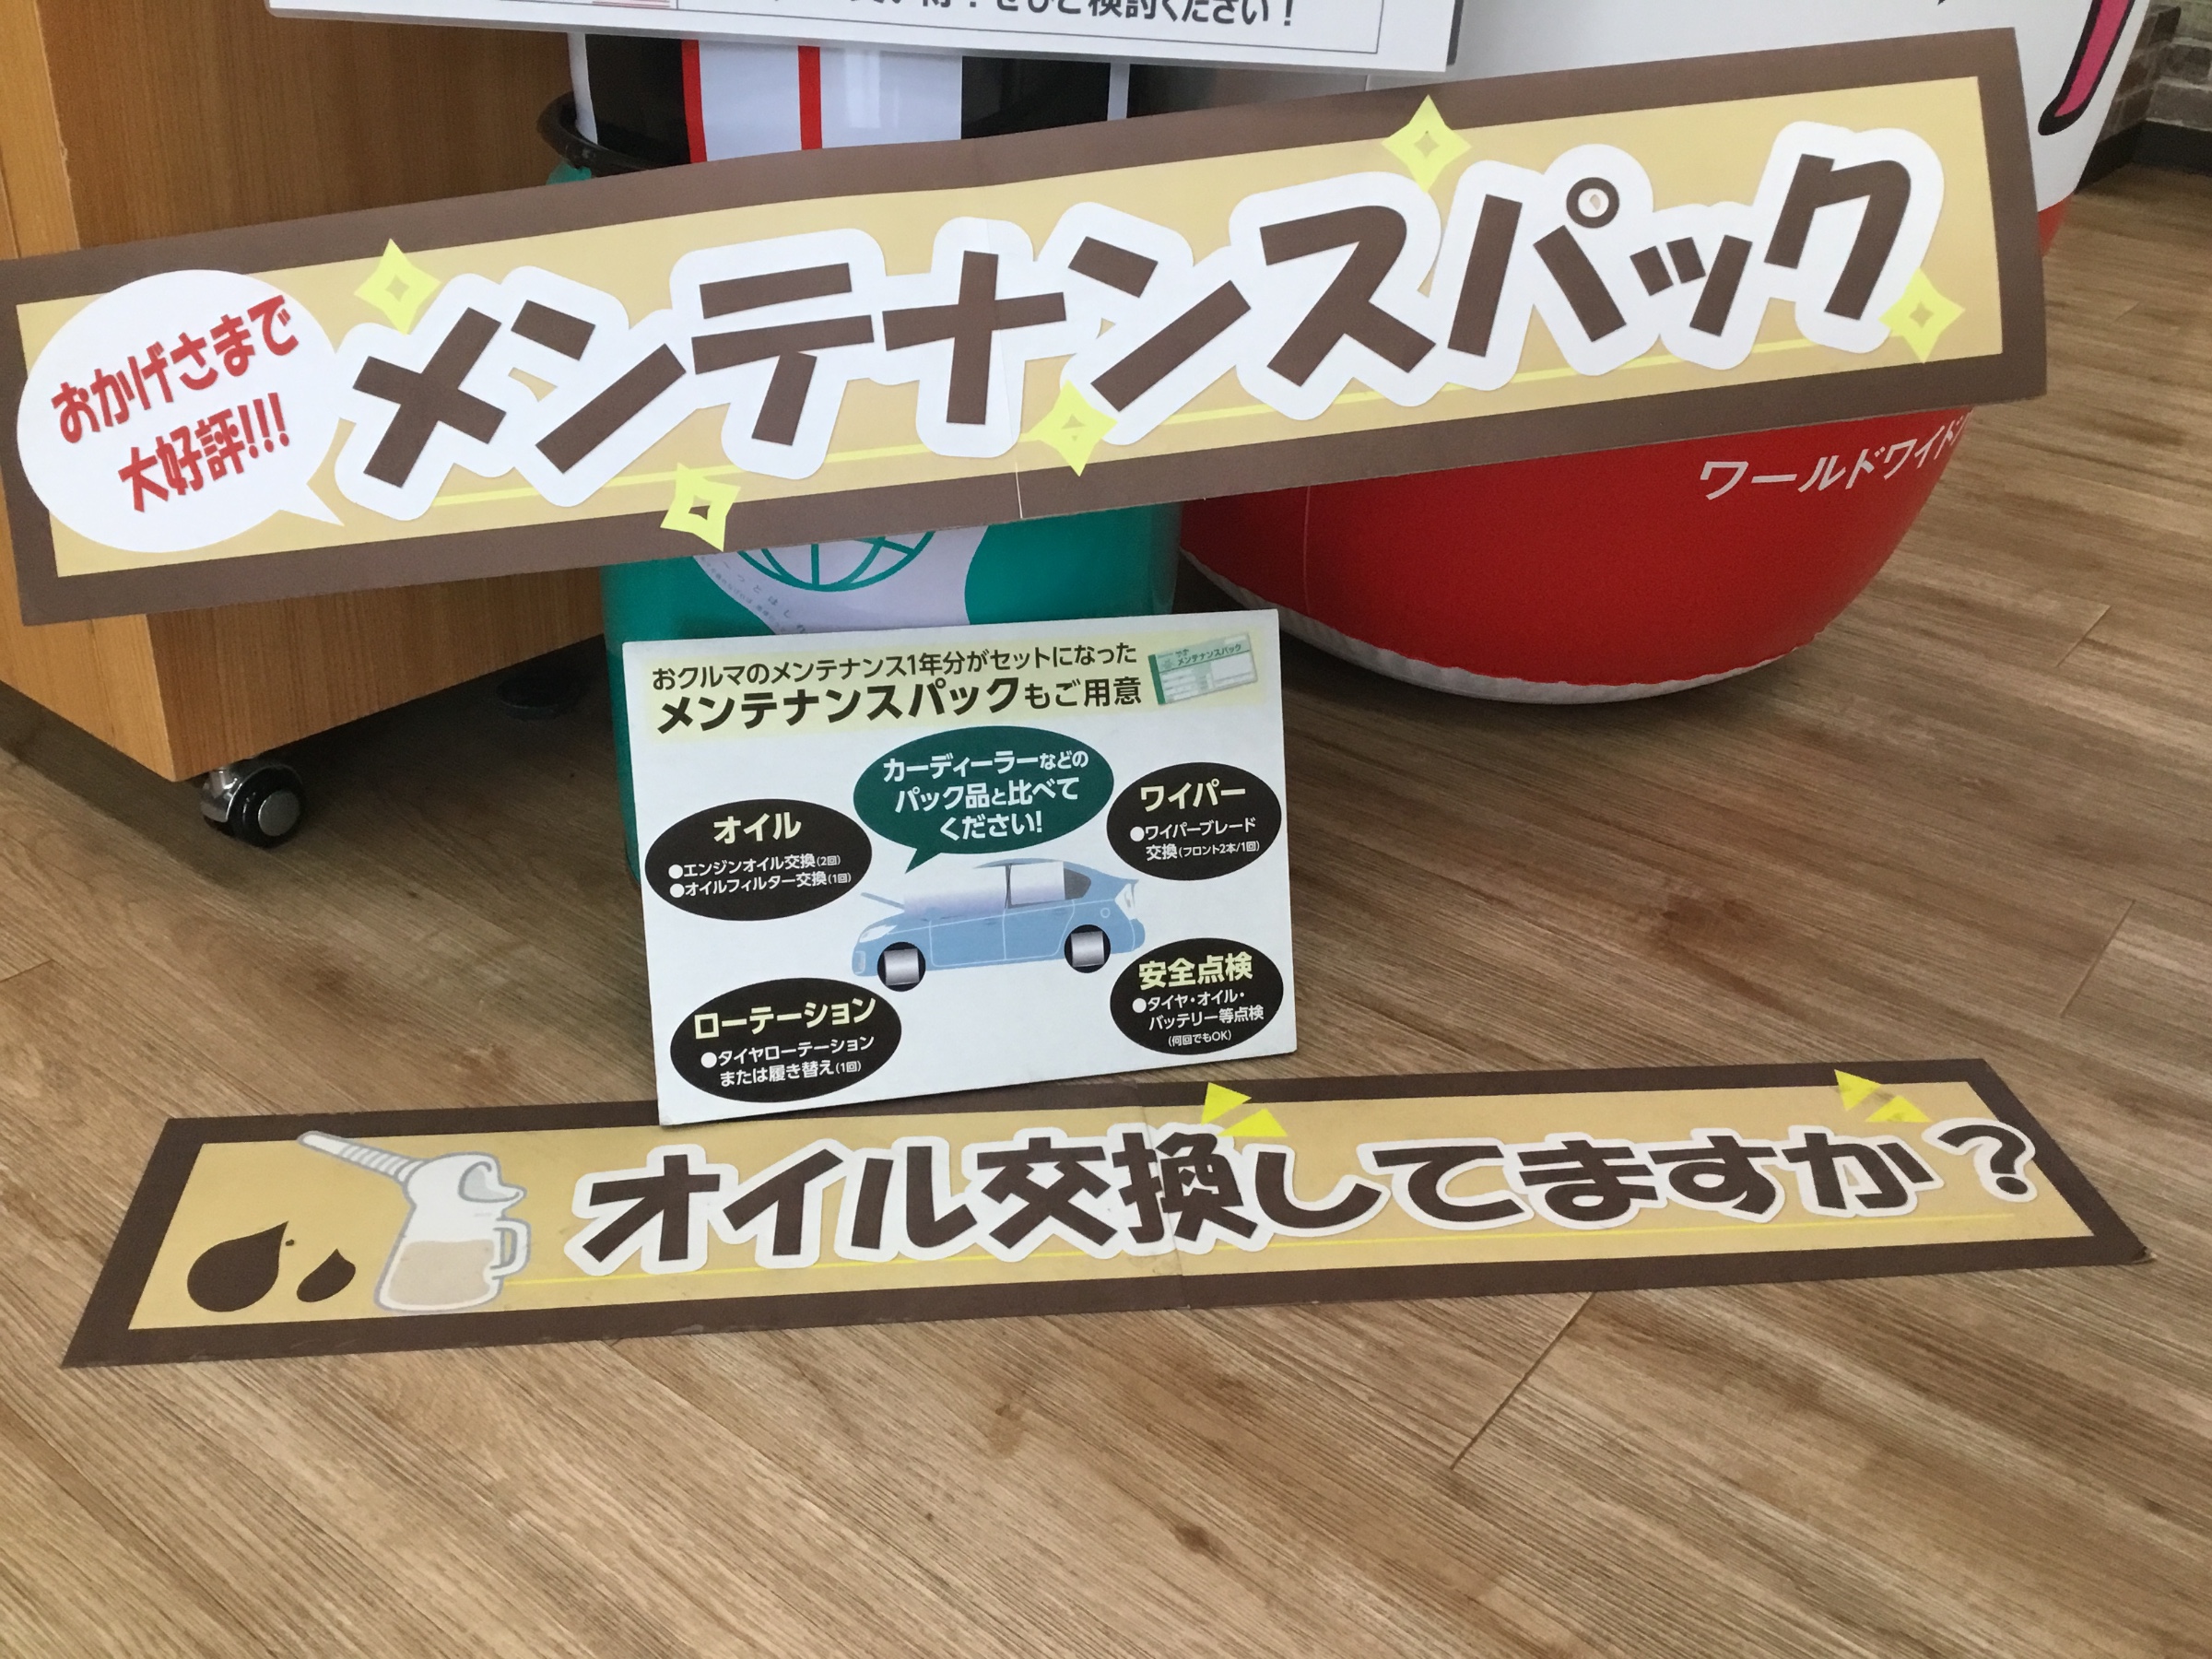 ご検討ください！
おかげさまで
大好評!!!
メンテナンスパック
ワールドワイド
おクルマのメンテナンス1年分がセットになった
メンテナンスパックもご用意
メンテナンスパック
カーディーラーなどの
パック品と比べて
ください!
オイル
●エンジンオイル交換(2回)
●オイルフィルター交換(1回)
ワイパー
●ワイパーブレード
交換(フロント2本/1回)
ローテーション
●タイヤローテーション
または履き替え(1回)
安全点検
●タイヤ・オイル・
バッテリー等点検
(何回でもOK)
オイル交換してますか？